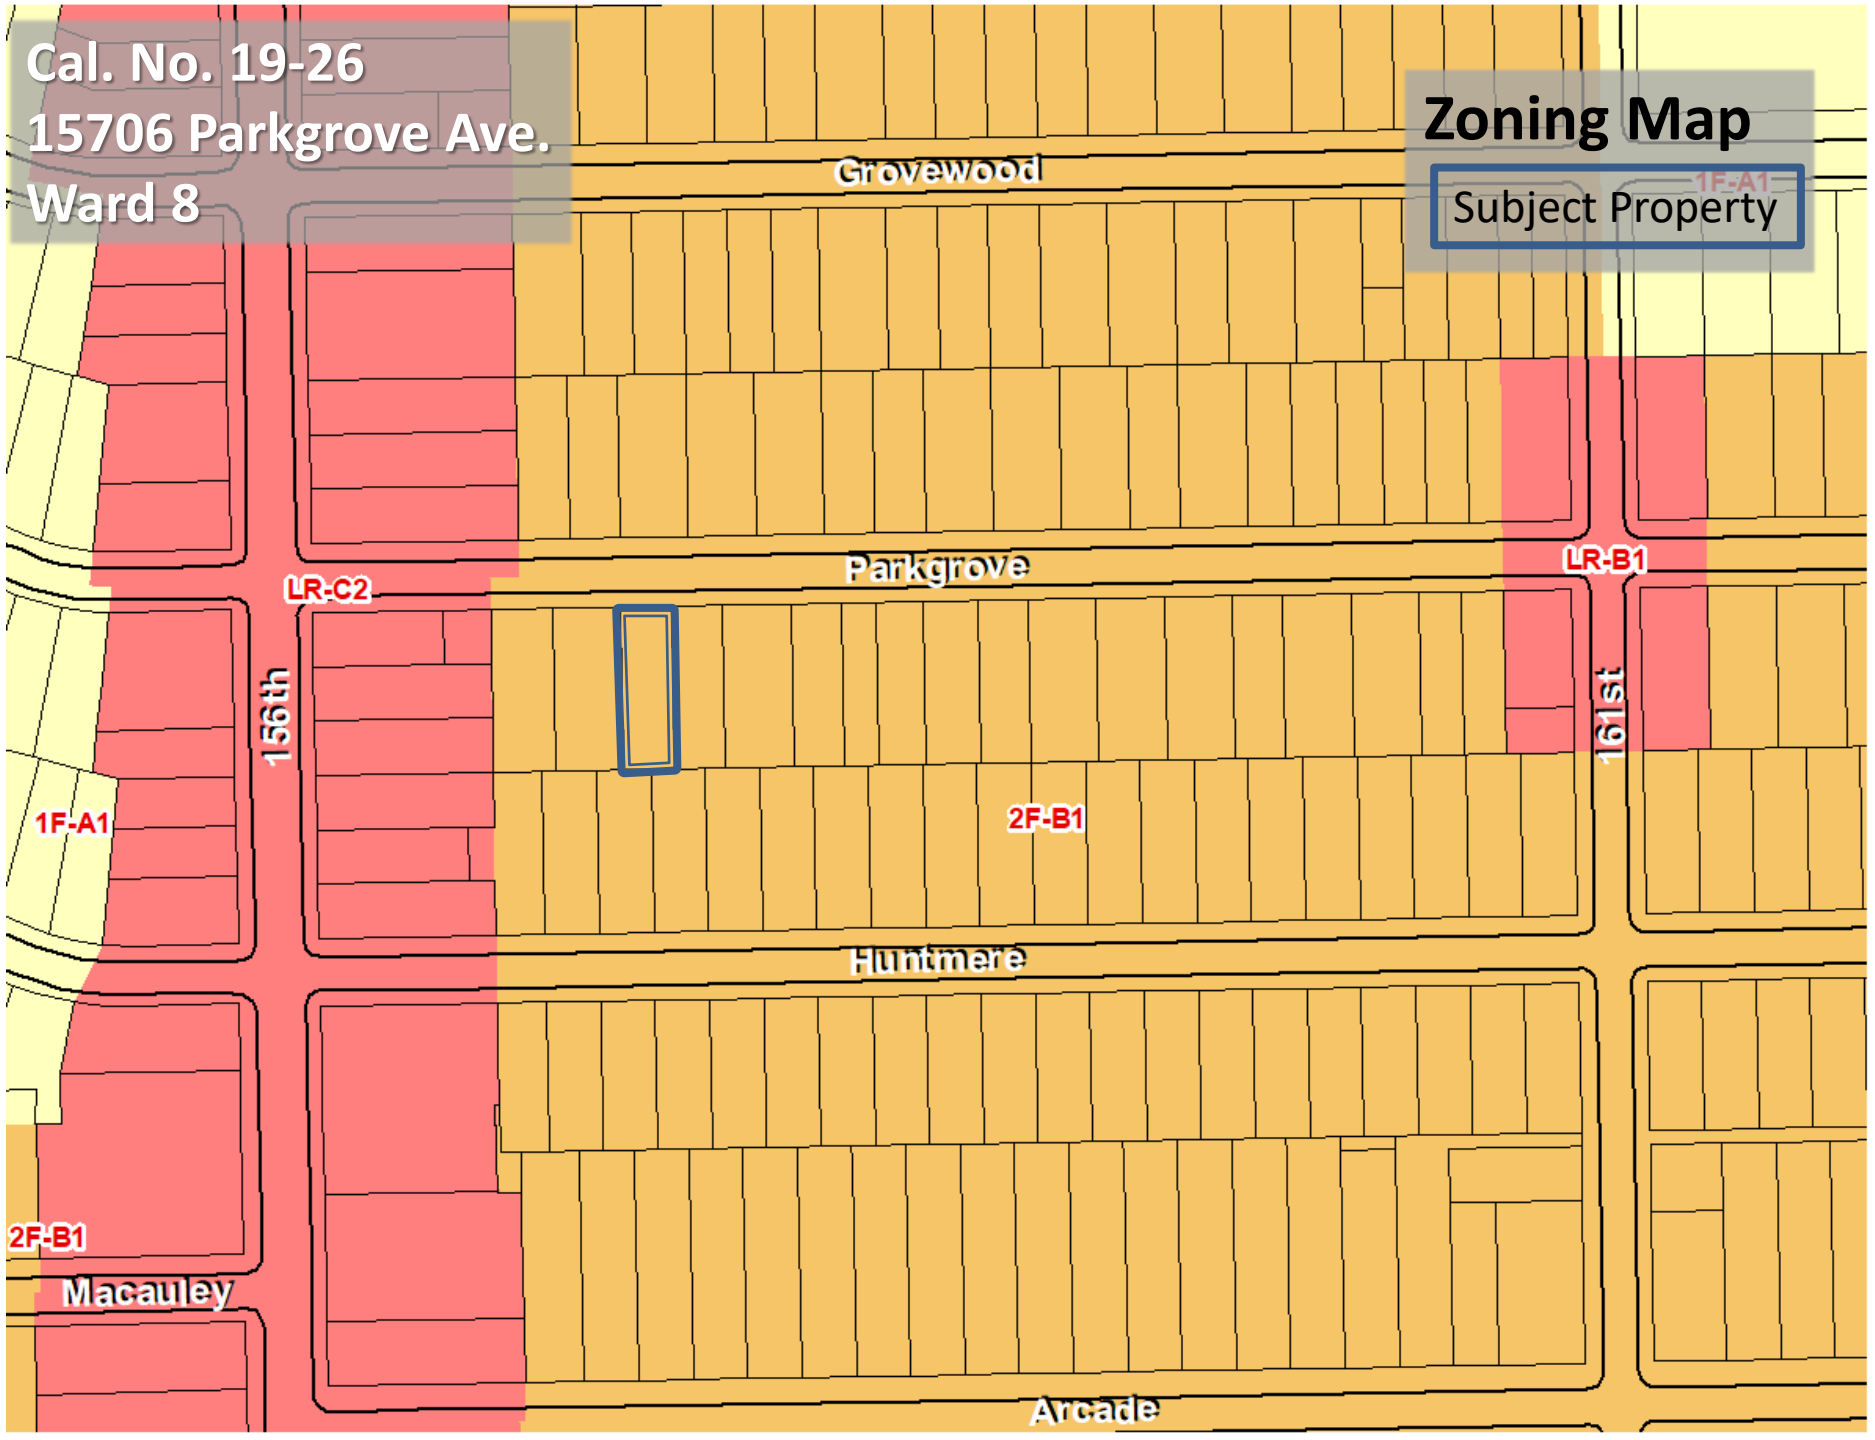 Cal. No. 19-26
15706 Parkgrove Ave.
Ward 8
Zoning Map
1F-A1
Subject Property
Grovewood
Parkgrove
LR-B1
LR-C2
156th
161st
1F-A1
2F-B1
Huntmere
2F-B1
Macauley
Arcade